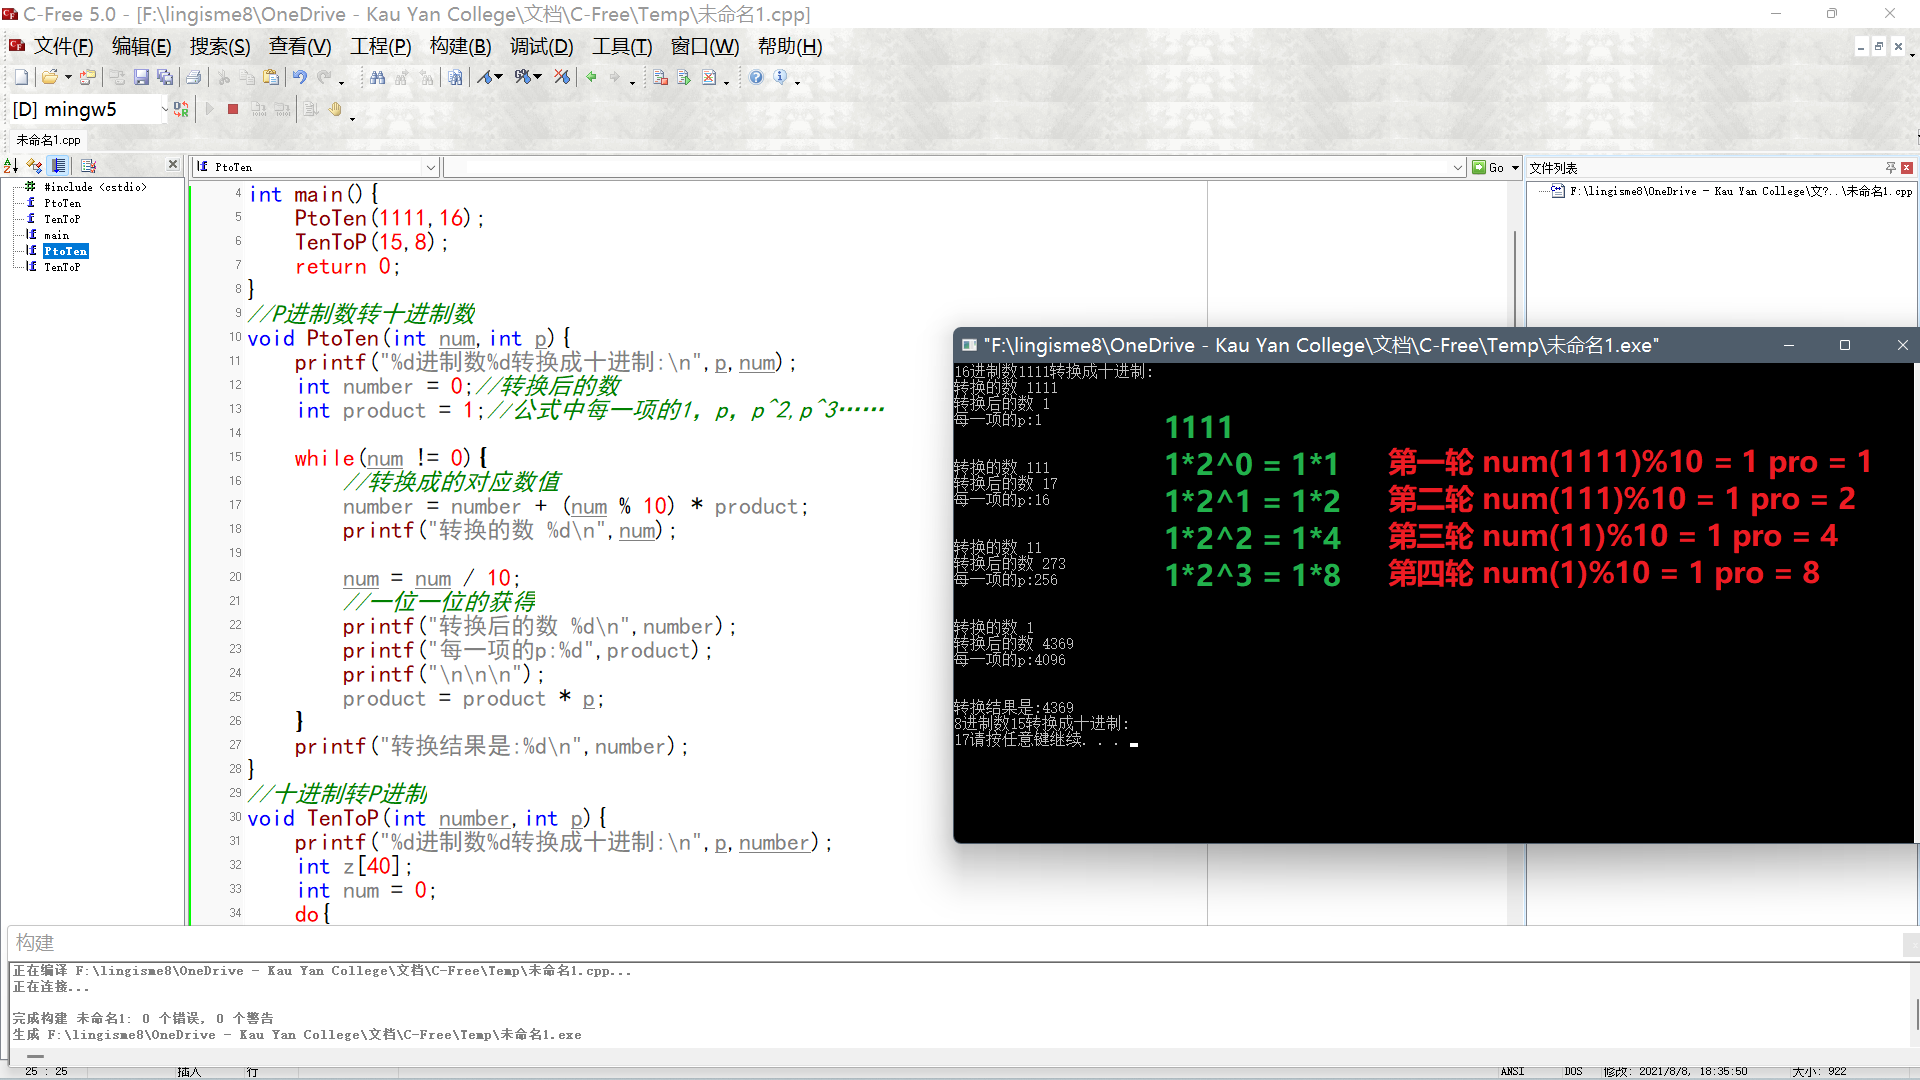 C-Free 5.0 - [F:\lingisme8\OneDrive - Kau Yan College\文档\C-Free\Temp\未命名1.cpp]
文件(F) 编辑(E) 搜索(S) 查看(V) 工程(P) 构建(B) 调试(D) 工具(T) 窗口(W) 帮助(H)
[D] mingw5
未命名1.cpp
PtoTen
Go
文件列表
F:\lingisme8\OneDrive - Kau Yan College\文?..\未命名1.cpp
#include <cstdio>
PtoTen
TenToP
main
PtoTen
TenToP
4 int main(){
5 PtoTen(1111,16);
6 TenToP(15,8);
7 return 0;
8 }
9 //P进制数转十进制数
10 void PtoTen(int num,int p){
11 printf("%d进制数%d转换成十进制:\n",p,num);
12 int number = 0;//转换后的数
13 int product = 1;//公式中每一项的1, p, p^2,p^3……
14
15 while(num != 0){
16 //转换成的对应数值
17 number = number + (num % 10) * product;
18 printf("转换的数 %d\n",num);
19
20 num = num / 10;
21 //一位一位的获得
22 printf("转换后的数 %d\n",number);
23 printf("每一项的p:%d",product);
24 printf("\n\n\n");
25 product = product * p;
26 }
27 printf("转换结果是:%d\n",number);
28 }
29 //十进制转P进制
30 void TenToP(int number,int p){
31 printf("%d进制数%d转换成十进制:\n",p,number);
32 int z[40];
33 int num = 0;
34 do{
"F:\lingisme8\OneDrive - Kau Yan College\文档\C-Free\Temp\未命名1.exe"
16进制数1111转换成十进制:
转换的数 1111
转换后的数 1
每一项的p:1
转换的数 111
转换后的数 17
每一项的p:16
转换的数 11
转换后的数 273
每一项的p:256
转换的数 1
转换后的数 4369
每一项的p:4096
转换结果是:4369
8进制数15转换成十进制:
17请按任意键继续. . .
1111
1*2^0 = 1*1
1*2^1 = 1*2
1*2^2 = 1*4
1*2^3 = 1*8
第一轮 num(1111)%10 = 1 pro = 1
第二轮 num(111)%10 = 1 pro = 2
第三轮 num(11)%10 = 1 pro = 4
第四轮 num(1)%10 = 1 pro = 8
构建
正在编译 F:\lingisme8\OneDrive - Kau Yan College\文档\C-Free\Temp\未命名1.cpp...
正在连接...
完成构建 未命名1: 0 个错误, 0 个警告
生成 F:\lingisme8\OneDrive - Kau Yan College\文档\C-Free\Temp\未命名1.exe
25 : 25 插入 行 ANSI DOS 修改: 2021/8/8, 18:35:50 大小: 922